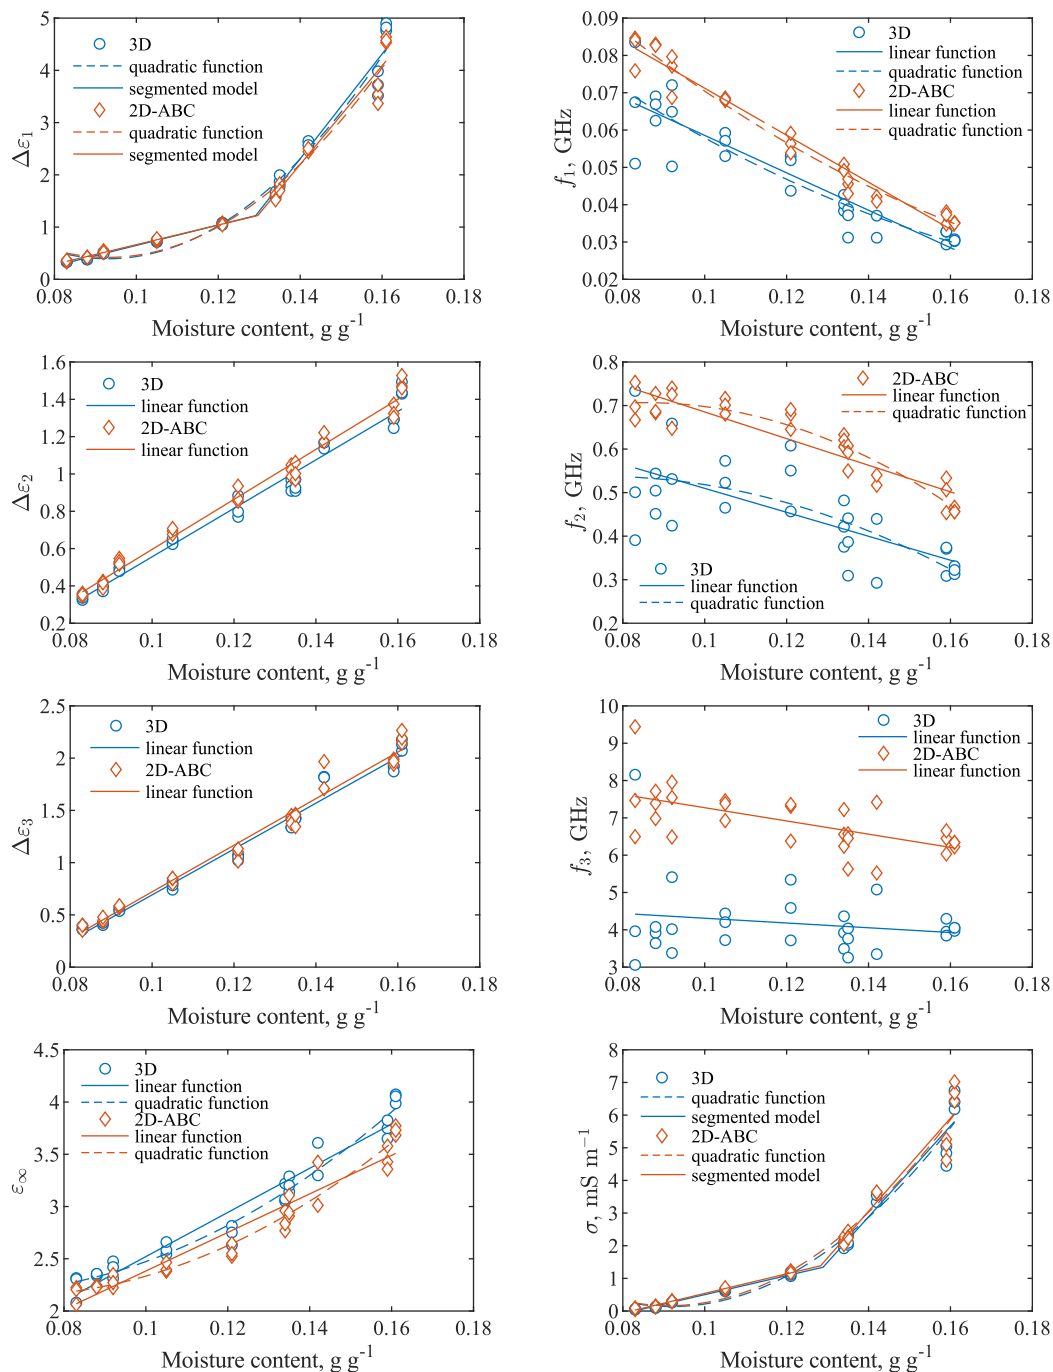 5
4
3
2
1
0
0.08
0.1
0.12
0.14
0.16
0.18
Δε1
Moisture content, g g-1
3D
quadratic function
segmented model
2D-ABC
quadratic function
segmented model
0.09
0.08
0.07
0.06
0.05
0.04
0.03
0.02
0.08
0.1
0.12
0.14
0.16
0.18
f1, GHz
Moisture content, g g-1
3D
linear function
quadratic function
2D-ABC
linear function
quadratic function
1.6
1.4
1.2
1
0.8
0.6
0.4
0.2
0.08
0.1
0.12
0.14
0.16
0.18
Δε2
Moisture content, g g-1
3D
linear function
2D-ABC
linear function
0.8
0.7
0.6
0.5
0.4
0.3
0.2
0.08
0.1
0.12
0.14
0.16
0.18
f2, GHz
Moisture content, g g-1
2D-ABC
linear function
quadratic function
3D
linear function
quadratic function
2.5
2
1.5
1
0.5
0
0.08
0.1
0.12
0.14
0.16
0.18
Δε3
Moisture content, g g-1
3D
linear function
2D-ABC
linear function
10
9
8
7
6
5
4
3
0.08
0.1
0.12
0.14
0.16
0.18
f3, GHz
Moisture content, g g-1
3D
linear function
2D-ABC
linear function
4.5
4
3.5
3
2.5
2
0.08
0.1
0.12
0.14
0.16
0.18
ε∞
Moisture content, g g-1
3D
linear function
quadratic function
2D-ABC
linear function
quadratic function
8
7
6
5
4
3
2
1
0
0.08
0.1
0.12
0.14
0.16
0.18
σ, mS m−1
Moisture content, g g-1
3D
quadratic function
segmented model
2D-ABC
quadratic function
segmented model